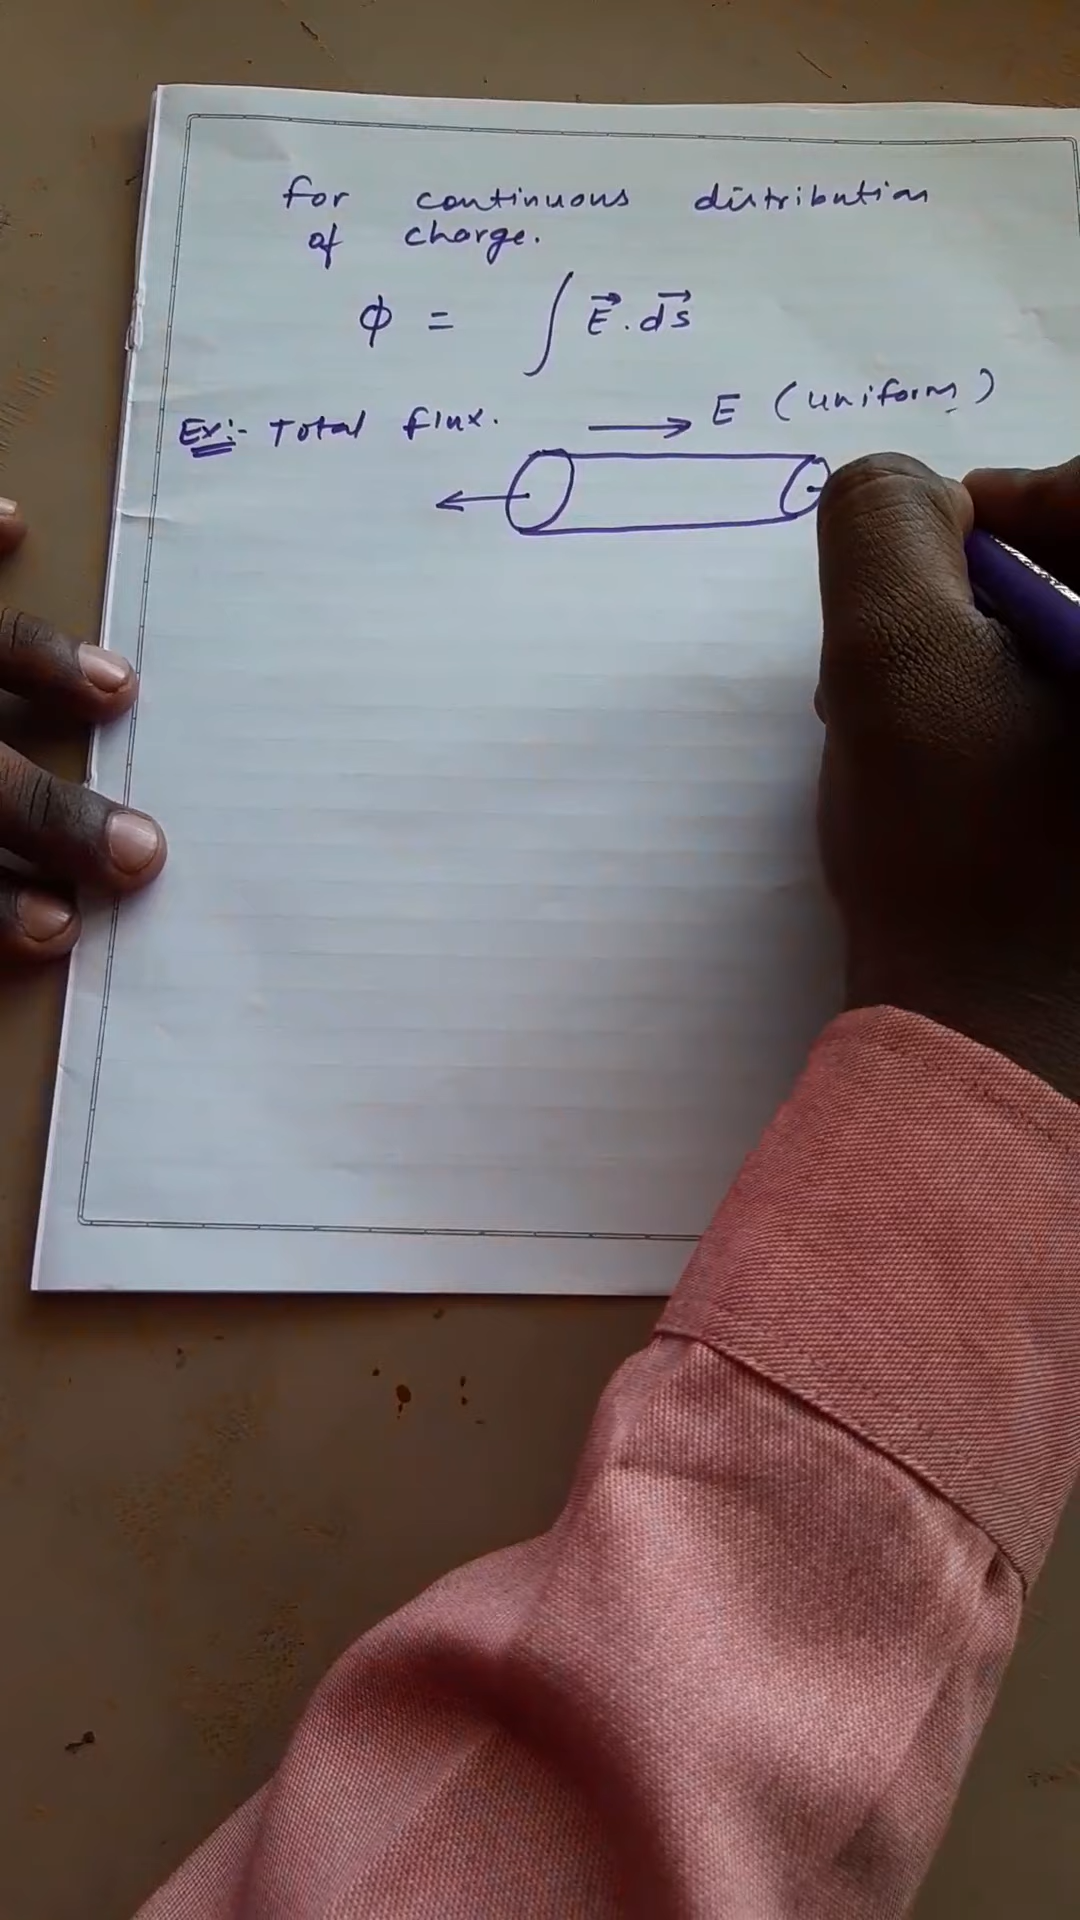 for continuous distribution
of charge.
ϕ = ∫ E⃗ . ds⃗
Ex:- Total flux.
E (uniform)